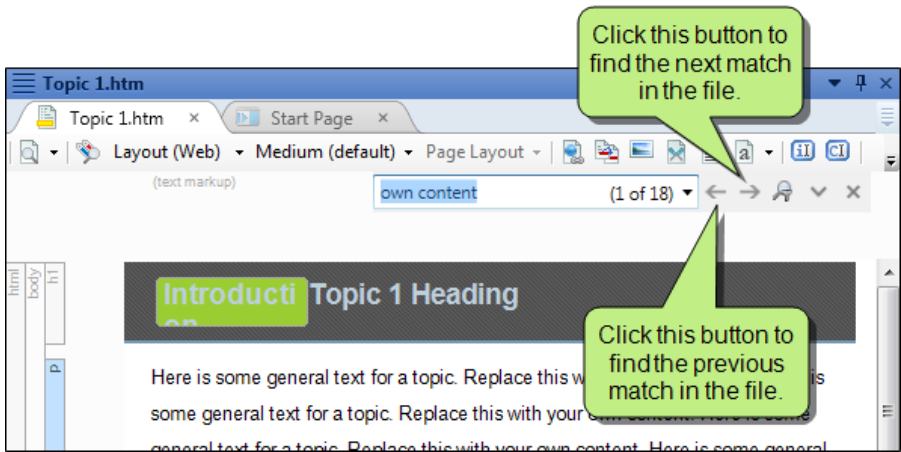 Click this button to
find the next match
in the file.
Topic 1.htm
Topic 1.htm
Start Page
Layout (Web)
Medium (default)
Page Layout
a
iI
CI
(text markup)
own content
(1 of 18)
html
body
h1
Introducti
Topic 1 Heading
Click this button to
find the previous
match in the file.
p
Here is some general text for a topic. Replace this
is
some general text for a topic. Replace this with your own content. Here is some
general text for a topic. Replace this with your own content. Here is some general